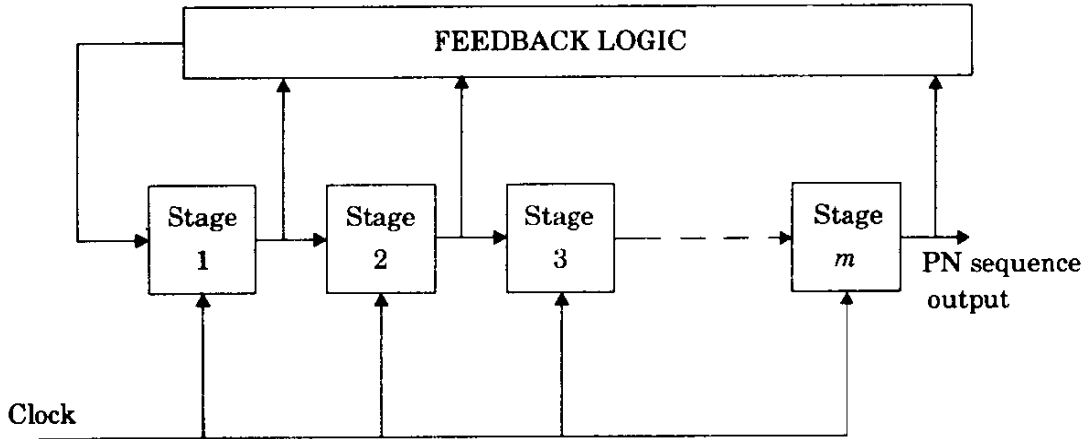 FEEDBACK LOGIC
Stage
1
Stage
2
Stage
3
Stage
m
PN sequence
output
Clock